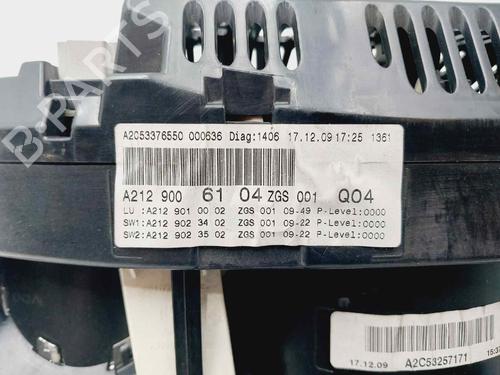 A2C53376550 000636 Diag:1406 17.12.09 17:25 1361
A212 900 61 04 ZGS 001 Q04
LU :A212 901 00 02 ZGS 001 09-49 P-Level:0000
SW1:A212 902 34 02 ZGS 001 09-22 P-Level:0000
SW2:A212 902 35 02 ZGS 001 09-22 P-Level:0000
17.12.09 A2C53257171 15:37
B-PARTS